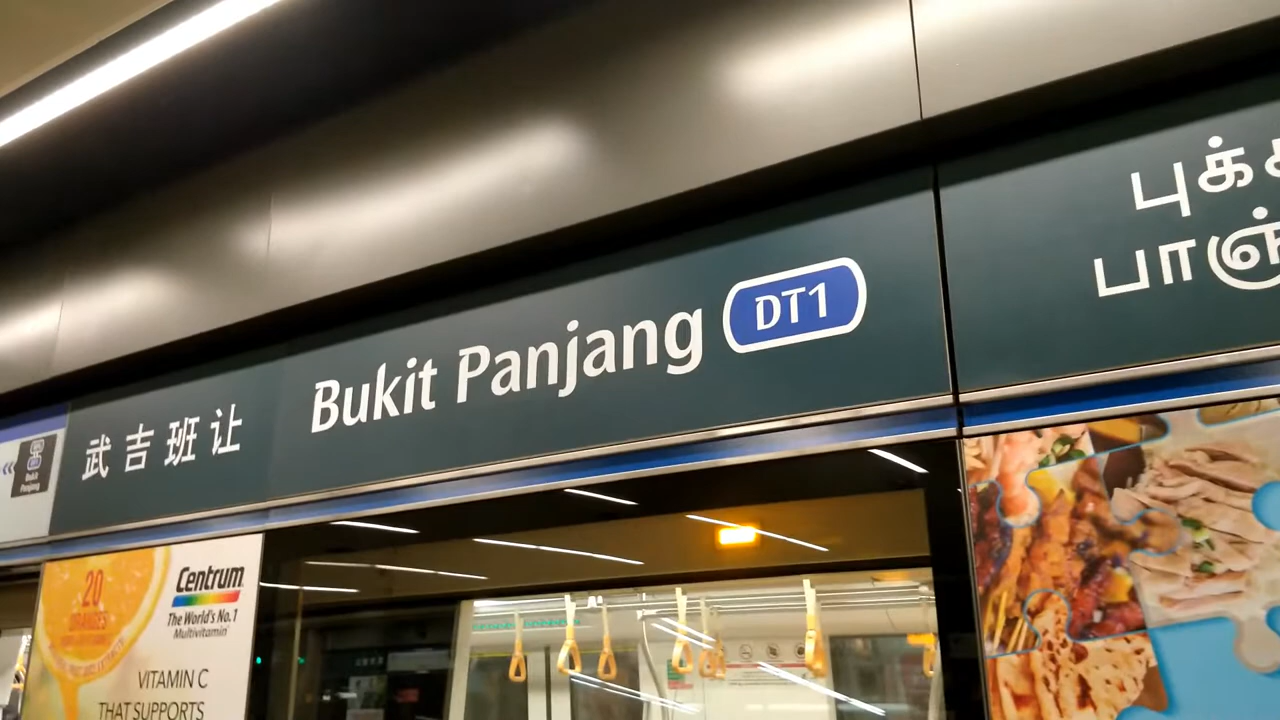 武吉班让
Bukit Panjang
DT1
புக்
பாஞ்
Bukit
Panjang
20
ORANGES
Centrum
The World's No.1
Multivitamin
VITAMIN C
THAT SUPPORTS